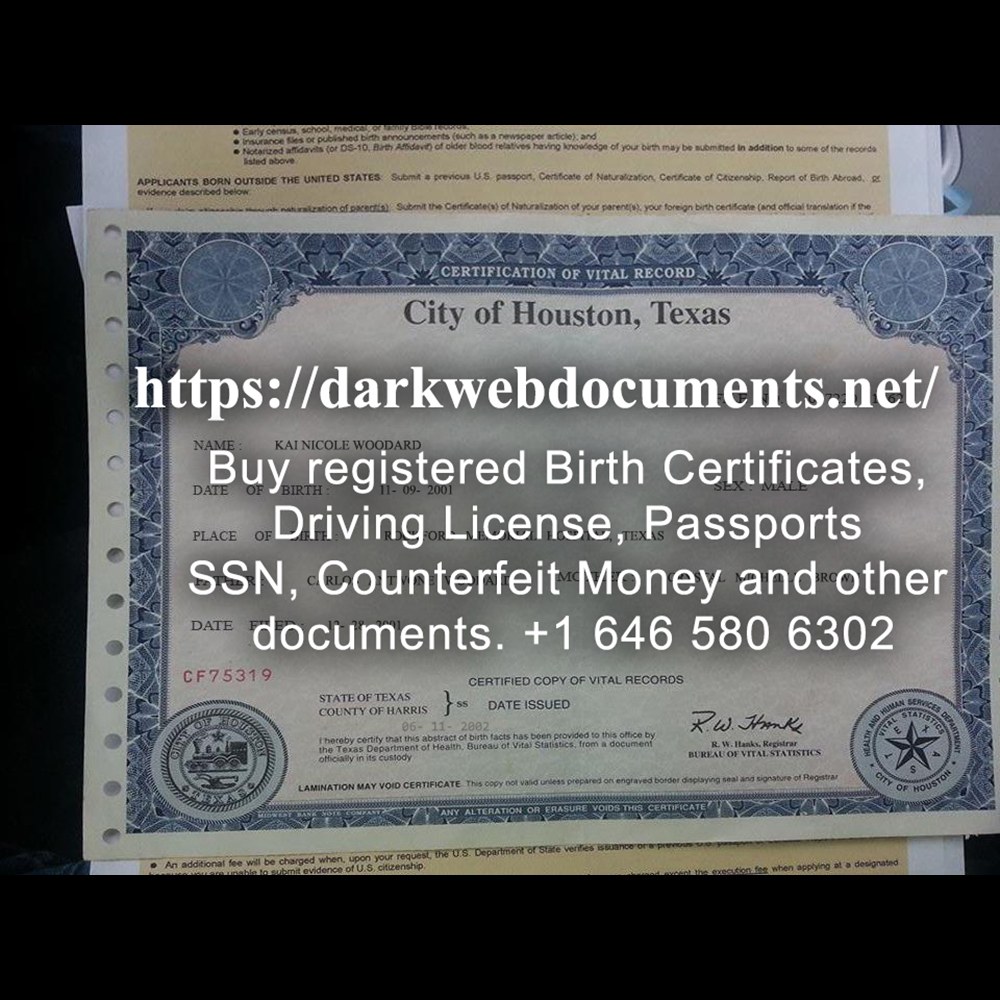 • Early census, school, medical, or family Bible records;
• Insurance files or published birth announcements (such as a newspaper article); and
• Notarized affidavits (or DS-10, Birth Affidavit) of older blood relatives having knowledge of your birth may be submitted in addition to some of the records
listed above.
APPLICANTS BORN OUTSIDE THE UNITED STATES: Submit a previous U.S. passport, Certificate of Naturalization, Certificate of Citizenship, Report of Birth Abroad, or
evidence described below:
citizenship through naturalization of parent(s): Submit the Certificate(s) of Naturalization of your parent(s), your foreign birth certificate (and official translation if the
CERTIFICATION OF VITAL RECORD
City of Houston, Texas
https://darkwebdocuments.net/
NAME : KAI NICOLE WOODARD
Buy registered Birth Certificates,
DATE OF BIRTH : 11- 09- 2001 SEX : MALE
Driving License, Passports
PLACE OF BIRTH : TEXAS
SSN, Counterfeit Money and other
FATHER : CARLOS
DATE FILED : 12- 28- 2001
documents. +1 646 580 6302
CF75319
CERTIFIED COPY OF VITAL RECORDS
STATE OF TEXAS
COUNTY OF HARRIS } ss DATE ISSUED
06- 11- 2002
I hereby certify that this abstract of birth facts has been provided to this office by
the Texas Department of Health, Bureau of Vital Statistics, from a document
officially in its custody
R. W. Hanks
R. W. Hanks, Registrar
BUREAU OF VITAL STATISTICS
CITY OF HOUSTON
TEXAS
HEALTH AND HUMAN SERVICES DEPARTMENT
VITAL STATISTICS
TEXAS
CITY OF HOUSTON
LAMINATION MAY VOID CERTIFICATE. This copy not valid unless prepared on engraved border displaying seal and signature of Registrar
MIDWEST BANK NOTE COMPANY
ANY ALTERATION OR ERASURE VOIDS THIS CERTIFICATE
• An additional fee will be charged when, upon your request, the U.S. Department of State verifies issuance of a previous U.S.
because you are unable to submit evidence of U.S. citizenship.
except the execution fee when applying at a designated